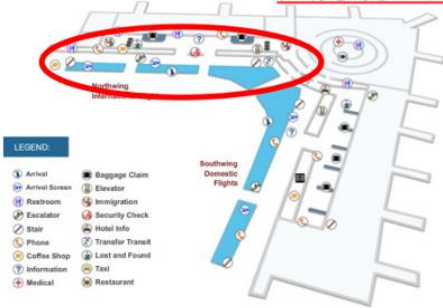 Northwing
Southwing
Domestic
Flights
LEGEND:
Arrival
Arrival Screen
Restroom
Escalator
Stair
Phone
Coffee Shop
Information
Medical
Baggage Claim
Elevator
Immigration
Security Check
Hotel Info
Transfer Transit
Lost and Found
Taxi
Restaurant